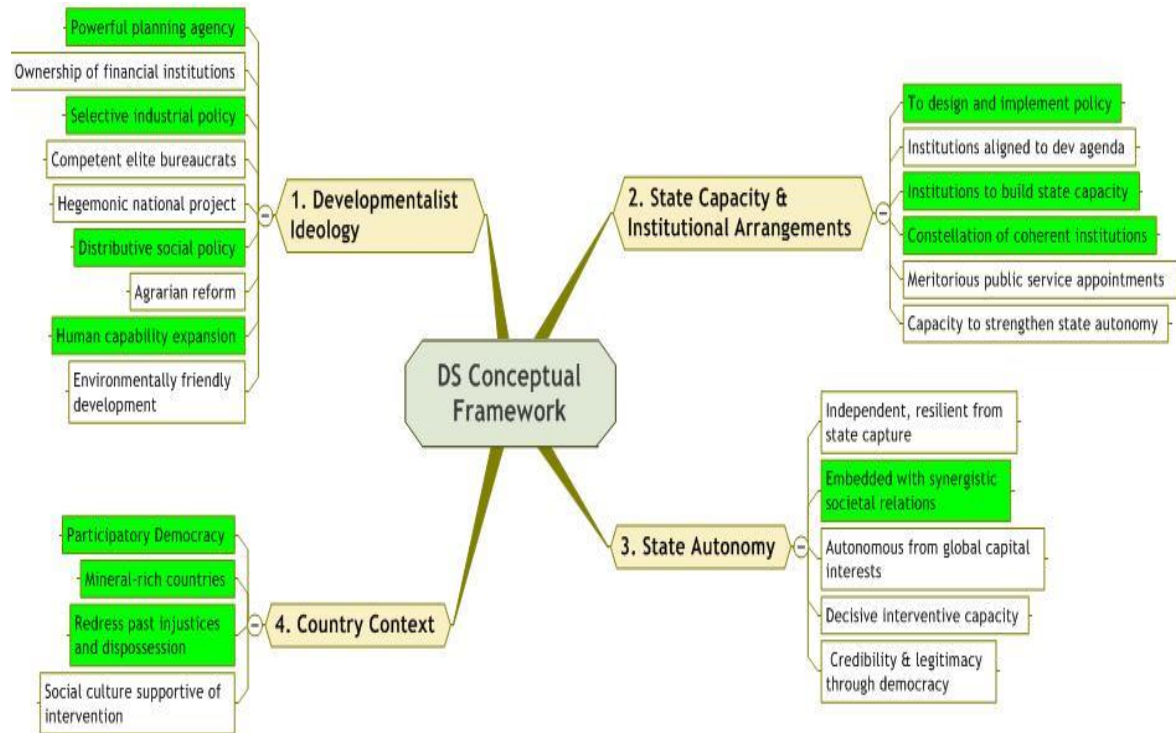 DS Conceptual
Framework
1. Developmentalist
Ideology
Powerful planning agency
Ownership of financial institutions
Selective industrial policy
Competent elite bureaucrats
Hegemonic national project
Distributive social policy
Agrarian reform
Human capability expansion
Environmentally friendly
development
2. State Capacity &
Institutional Arrangements
To design and implement policy
Institutions aligned to dev agenda
Institutions to build state capacity
Constellation of coherent institutions
Meritorious public service appointments
Capacity to strengthen state autonomy
3. State Autonomy
Independent, resilient from
state capture
Embedded with synergistic
societal relations
Autonomous from global capital
interests
Decisive interventive capacity
Credibility & legitimacy
through democracy
4. Country Context
Participatory Democracy
Mineral-rich countries
Redress past injustices
and dispossession
Social culture supportive of
intervention